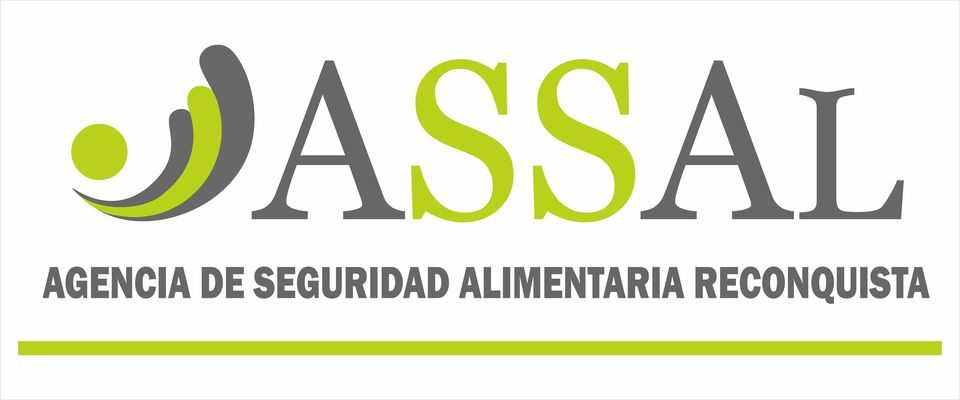 ASSAL
AGENCIA DE SEGURIDAD ALIMENTARIA RECONQUISTA